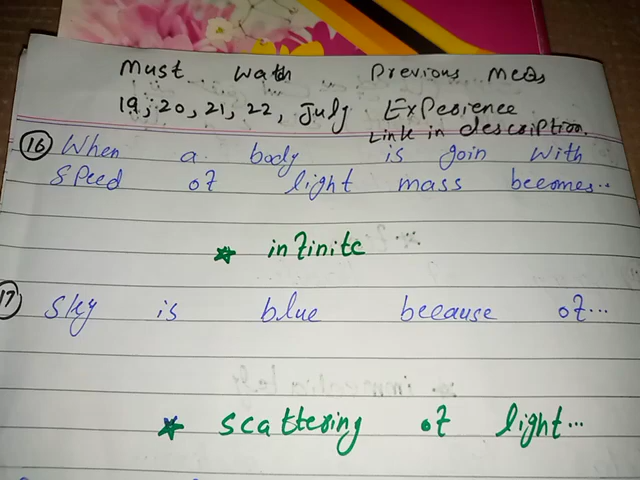 Must wath Previous MCQs
19, 20, 21, 22, July Experience
Link in description.
16 When a body is goin with
Speed of light mass becomes..
* infinite
17 Sky is blue because of...
* scattering of light...